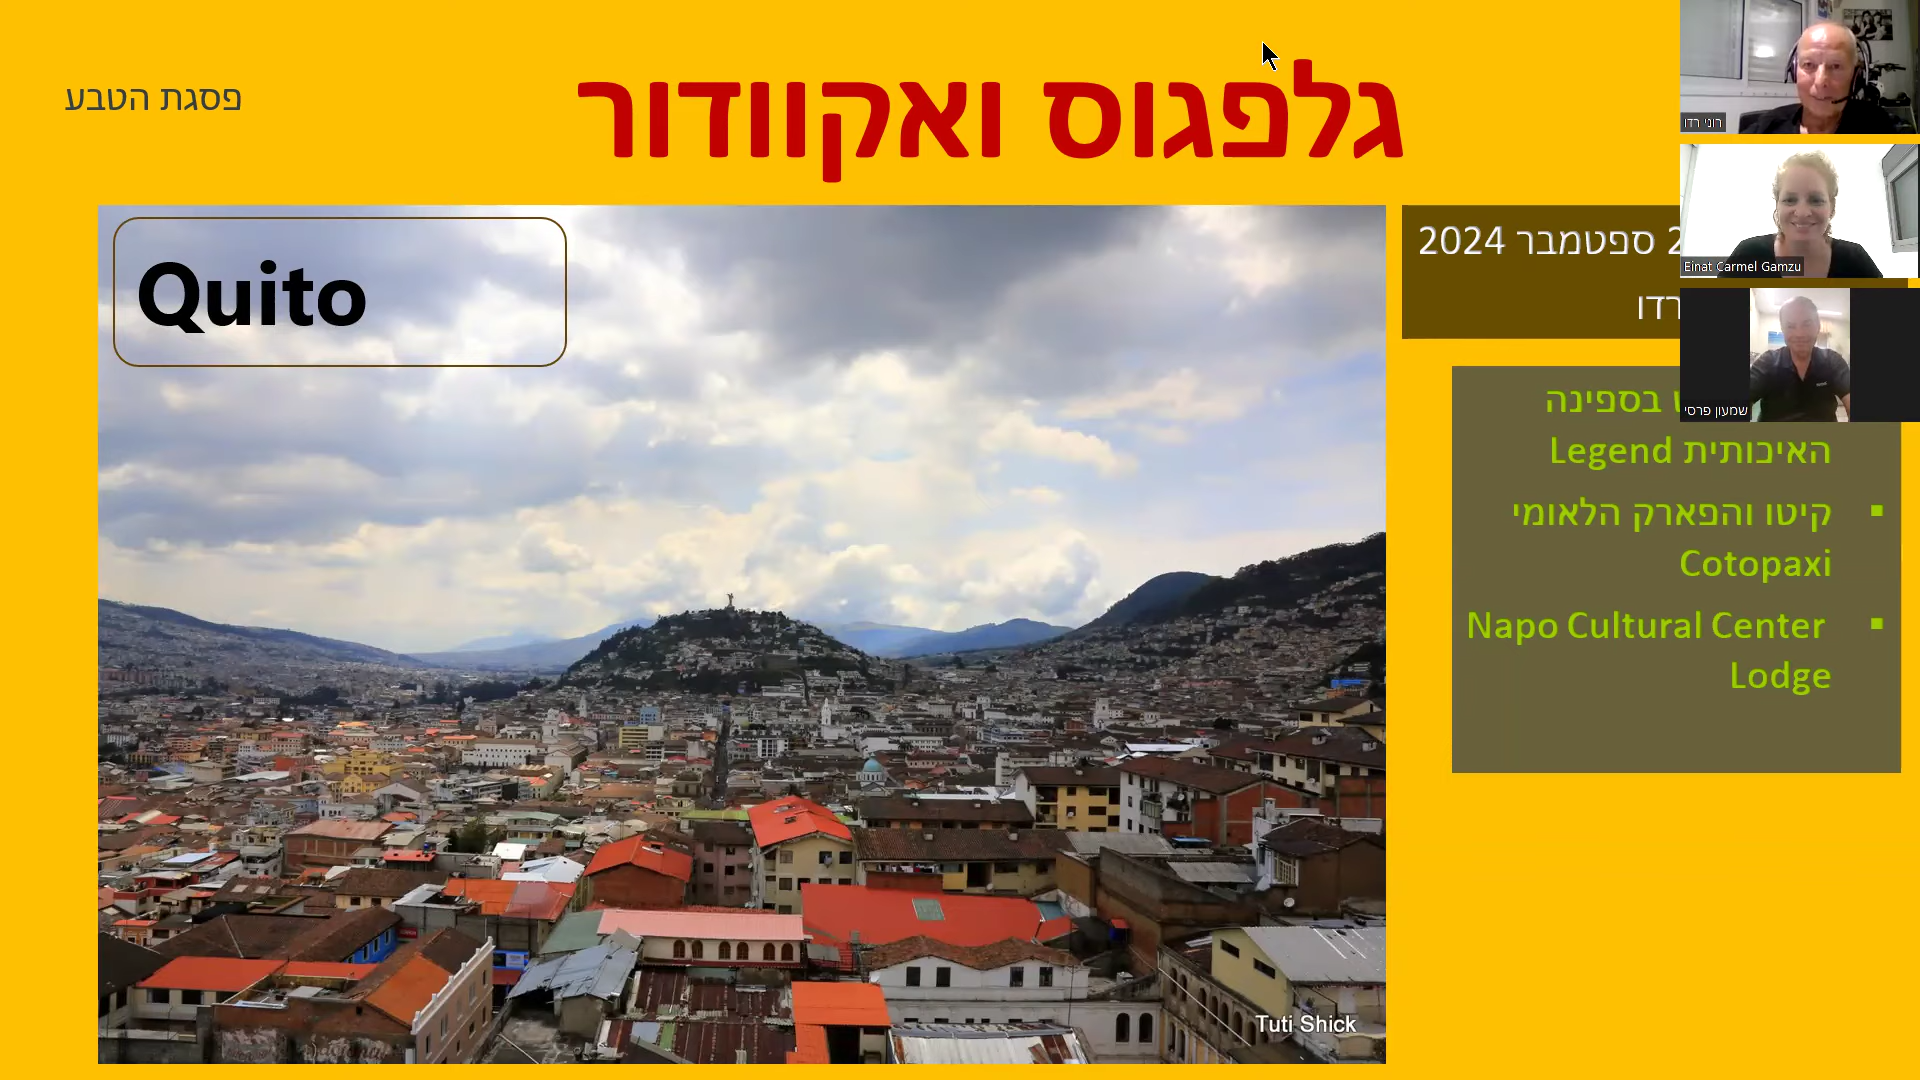 גלפגוס ואקוודור
פסגת הטבע
Quito
ספטמבר 2024
רדו
בספינה
האיכותית Legend
קיטו והפארק הלאומי
Cotopaxi
Napo Cultural Center
Lodge
Tuti Shick
רוני רדו
Einat Carmel Gamzu
שמעון פרסי